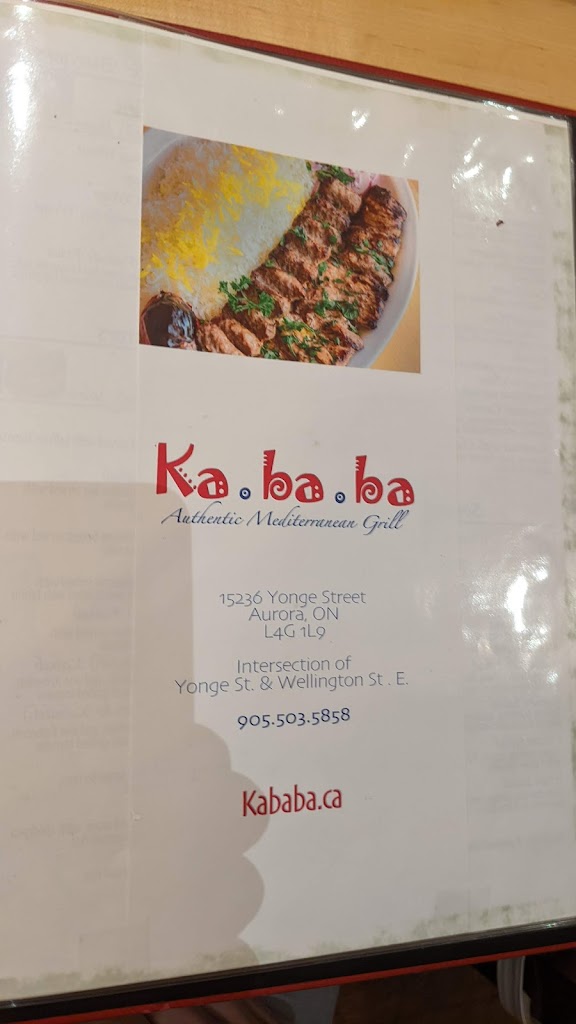 Ka.ba.ba
Authentic Mediterranean Grill
15236 Yonge Street
Aurora, ON
L4G 1L9
Intersection of
Yonge St. & Wellington St . E.
905.503.5858
Kababa.ca